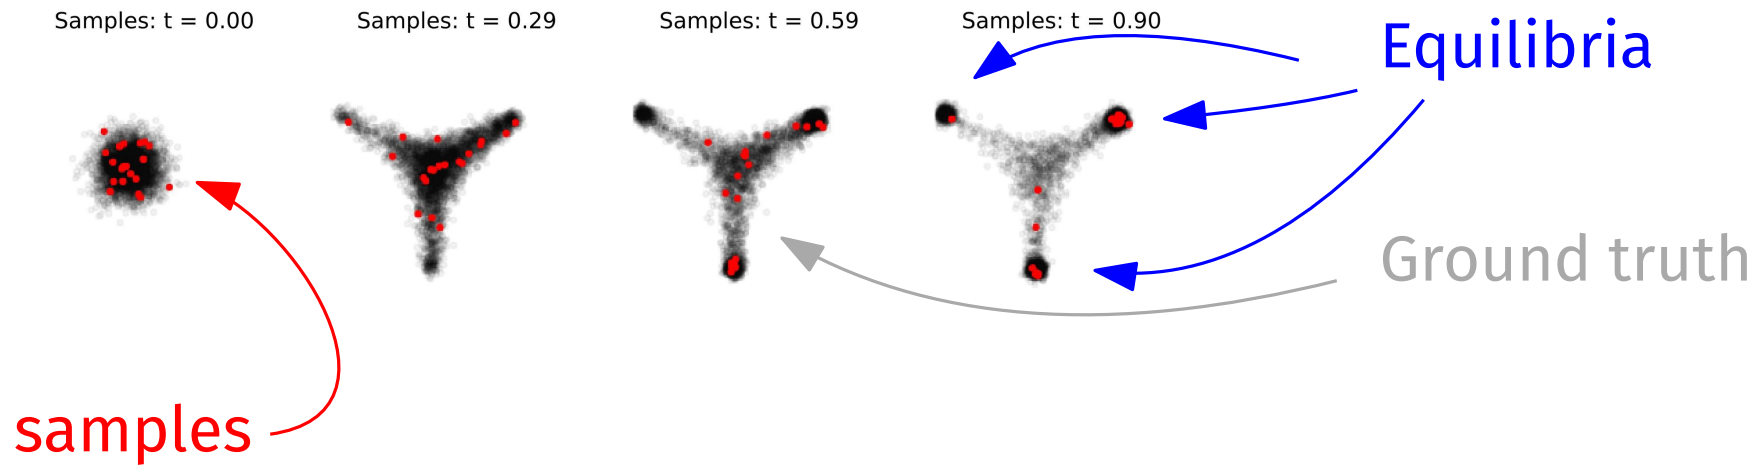 Samples: t = 0.00
Samples: t = 0.29
Samples: t = 0.59
Samples: t = 0.90
Equilibria
Ground truth
samples